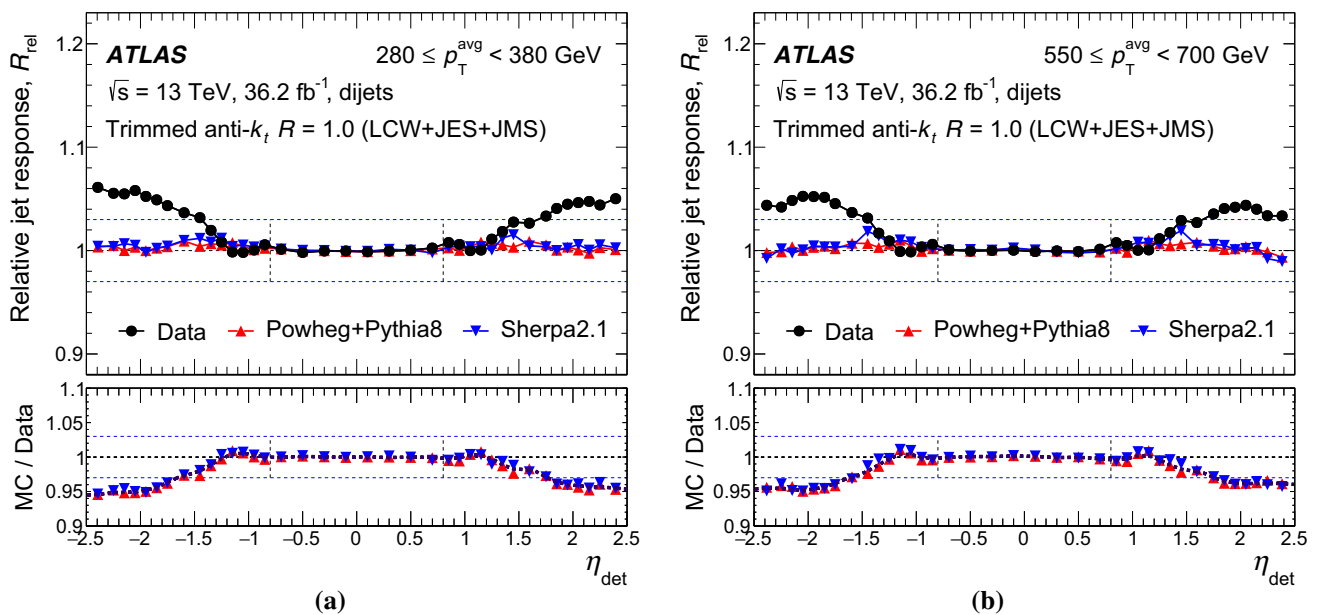 ATLAS 280 ≤ p_T^avg < 380 GeV
√s = 13 TeV, 36.2 fb⁻¹, dijets
Trimmed anti-k_t R = 1.0 (LCW+JES+JMS)
Relative jet response, R_rel
1.2
1.1
1
0.9
Data Powheg+Pythia8 Sherpa2.1
MC / Data
1.1
1.05
1
0.95
0.9
−2.5 −2 −1.5 −1 −0.5 0 0.5 1 1.5 2 2.5
η_det
(a)
ATLAS 550 ≤ p_T^avg < 700 GeV
√s = 13 TeV, 36.2 fb⁻¹, dijets
Trimmed anti-k_t R = 1.0 (LCW+JES+JMS)
Relative jet response, R_rel
1.2
1.1
1
0.9
Data Powheg+Pythia8 Sherpa2.1
MC / Data
1.1
1.05
1
0.95
0.9
−2.5 −2 −1.5 −1 −0.5 0 0.5 1 1.5 2 2.5
η_det
(b)